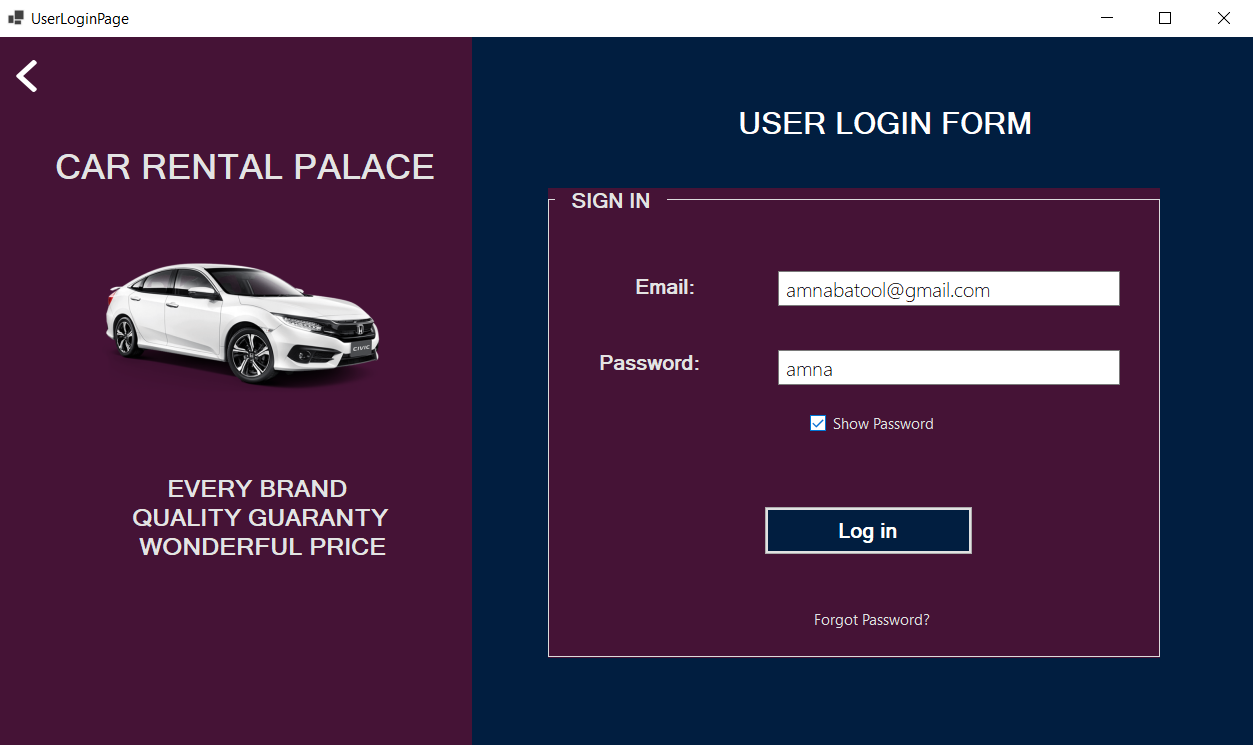 UserLoginPage
CAR RENTAL PALACE
CIVIC
EVERY BRAND
QUALITY GUARANTY
WONDERFUL PRICE
USER LOGIN FORM
SIGN IN
Email: amnabatool@gmail.com
Password: amna
Show Password
Log in
Forgot Password?